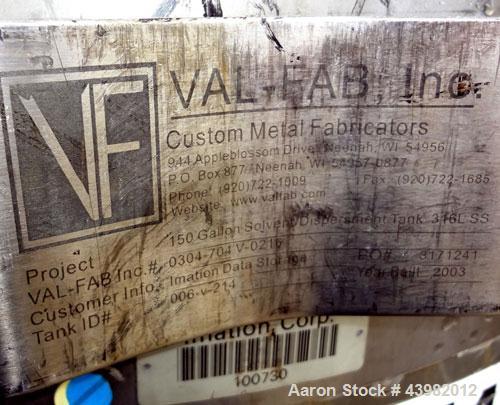 VF
VAL-FAB, Inc.
Custom Metal Fabricators
944 Appleblossom Drive, Neenah, WI 54956
P.O. Box 877 / Neenah, WI 54957-0877
Phone: (920)722-1009 Fax: (920)722-1685
Website: www.valfab.com
Project 150 Gallon Solvent Dispersment Tank 316L SS
VAL-FAB Inc.# 0304-704 V-0216 PO# 3171241
Customer Info. Imation Data Storage Year Built 2003
Tank ID# 006-v-214
Imation, Corp.
100730
Aaron Stock # 43982012